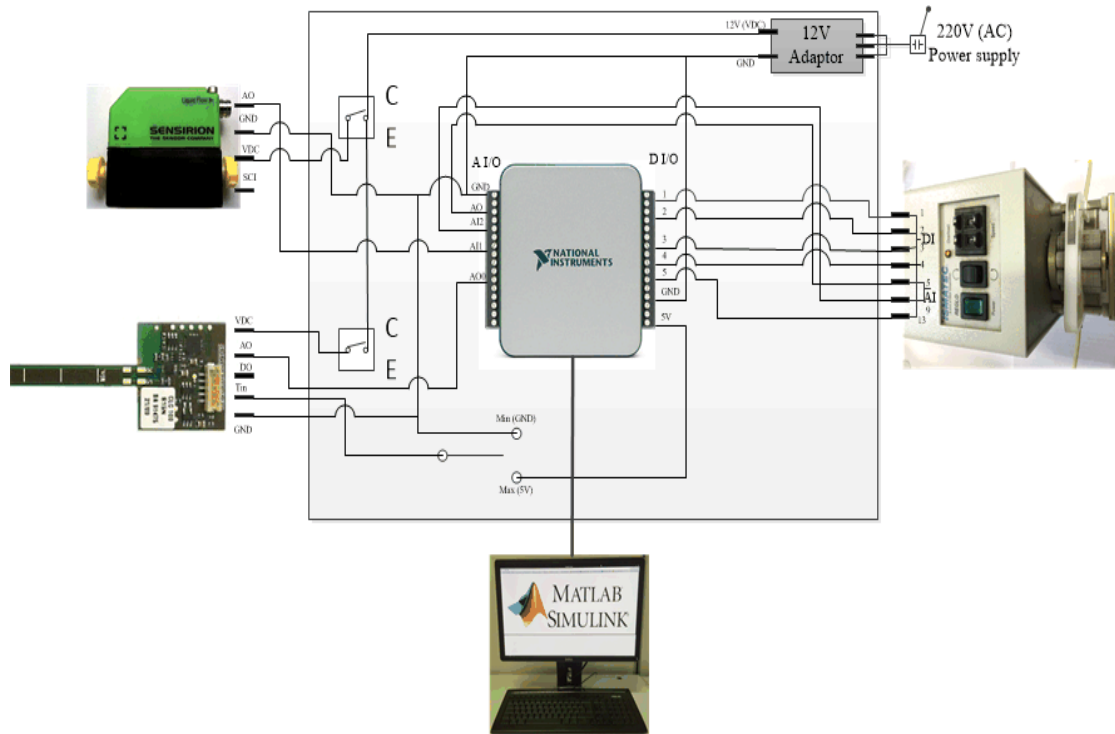 12V (VDC)
12V
Adaptor
GND
220V (AC)
Power supply
AO
GND
VDC
SCI
SENSIRION
THE SENSOR COMPANY
C
E
A I/O
D I/O
GND
AO
AI2
AI1
AO0
NATIONAL
INSTRUMENTS
1
2
3
4
5
GND
5V
1
2
3
4
5
9
13
DI
AI
VDC
AO
DO
Tin
GND
C
E
Min (GND)
Max (5V)
MATLAB
SIMULINK